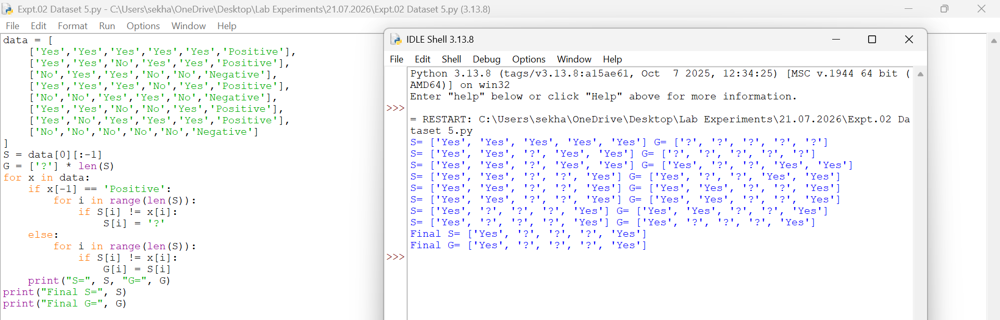 Expt.02 Dataset 5.py - C:\Users\sekha\OneDrive\Desktop\Lab Experiments\21.07.2026\Expt.02 Dataset 5.py (3.13.8)
File Edit Format Run Options Window Help
data = [
    ['Yes','Yes','Yes','Yes','Yes','Positive'],
    ['Yes','Yes','No','Yes','Yes','Positive'],
    ['No','Yes','Yes','No','No','Negative'],
    ['Yes','Yes','Yes','No','Yes','Positive'],
    ['No','No','Yes','Yes','No','Negative'],
    ['Yes','Yes','No','No','Yes','Positive'],
    ['Yes','No','Yes','Yes','Yes','Positive'],
    ['No','No','No','No','No','Negative']
]
S = data[0][:-1]
G = ['?'] * len(S)
for x in data:
    if x[-1] == 'Positive':
        for i in range(len(S)):
            if S[i] != x[i]:
                S[i] = '?'
    else:
        for i in range(len(S)):
            if S[i] != x[i]:
                G[i] = S[i]
    print("S=", S, "G=", G)
print("Final S=", S)
print("Final G=", G)
IDLE Shell 3.13.8
File Edit Shell Debug Options Window Help
Python 3.13.8 (tags/v3.13.8:a15ae61, Oct  7 2025, 12:34:25) [MSC v.1944 64 bit (
AMD64)] on win32
Enter "help" below or click "Help" above for more information.
>>>
= RESTART: C:\Users\sekha\OneDrive\Desktop\Lab Experiments\21.07.2026\Expt.02 Da
taset 5.py
S= ['Yes', 'Yes', 'Yes', 'Yes', 'Yes'] G= ['?', '?', '?', '?', '?']
S= ['Yes', 'Yes', '?', 'Yes', 'Yes'] G= ['?', '?', '?', '?', '?']
S= ['Yes', 'Yes', '?', 'Yes', 'Yes'] G= ['Yes', '?', '?', 'Yes', 'Yes']
S= ['Yes', 'Yes', '?', '?', 'Yes'] G= ['Yes', '?', '?', 'Yes', 'Yes']
S= ['Yes', 'Yes', '?', '?', 'Yes'] G= ['Yes', 'Yes', '?', '?', 'Yes']
S= ['Yes', 'Yes', '?', '?', 'Yes'] G= ['Yes', 'Yes', '?', '?', 'Yes']
S= ['Yes', '?', '?', '?', 'Yes'] G= ['Yes', 'Yes', '?', '?', 'Yes']
S= ['Yes', '?', '?', '?', 'Yes'] G= ['Yes', '?', '?', '?', 'Yes']
Final S= ['Yes', '?', '?', '?', 'Yes']
Final G= ['Yes', '?', '?', '?', 'Yes']
>>>